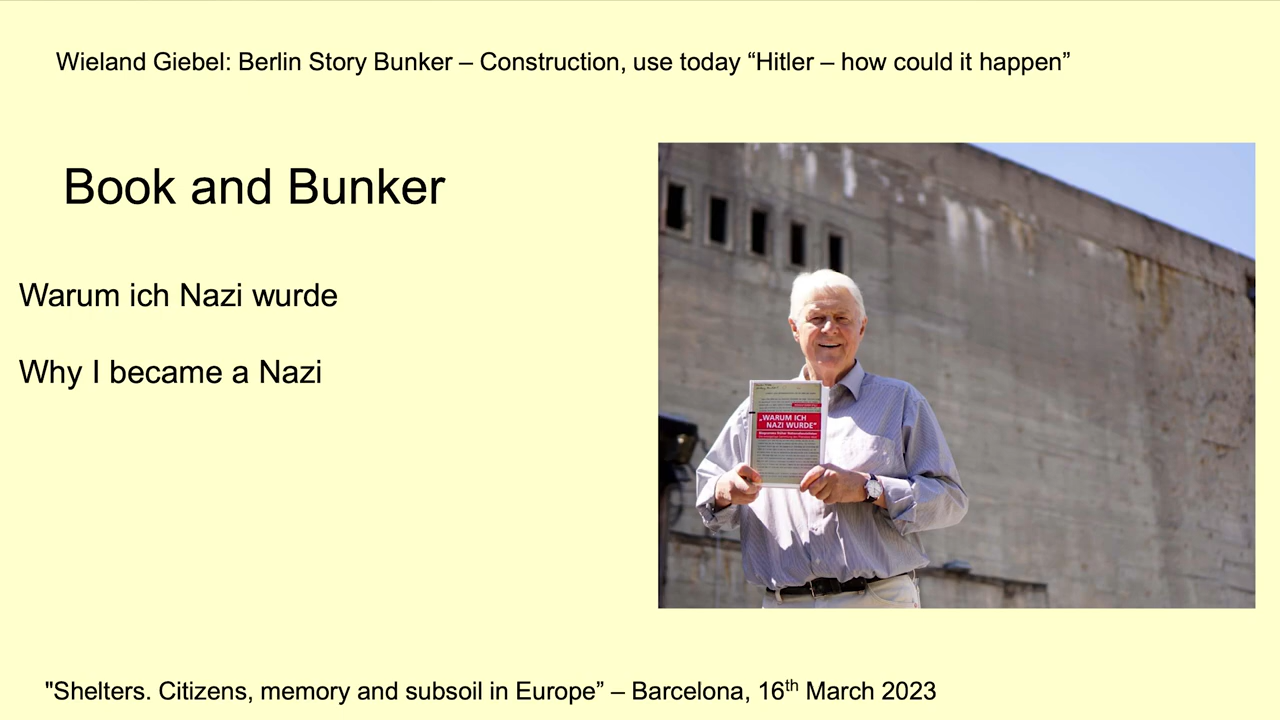 Wieland Giebel: Berlin Story Bunker – Construction, use today “Hitler – how could it happen”
Book and Bunker
Warum ich Nazi wurde
Why I became a Nazi
„WARUM ICH
NAZI WURDE“
"Shelters. Citizens, memory and subsoil in Europe” – Barcelona, 16th March 2023